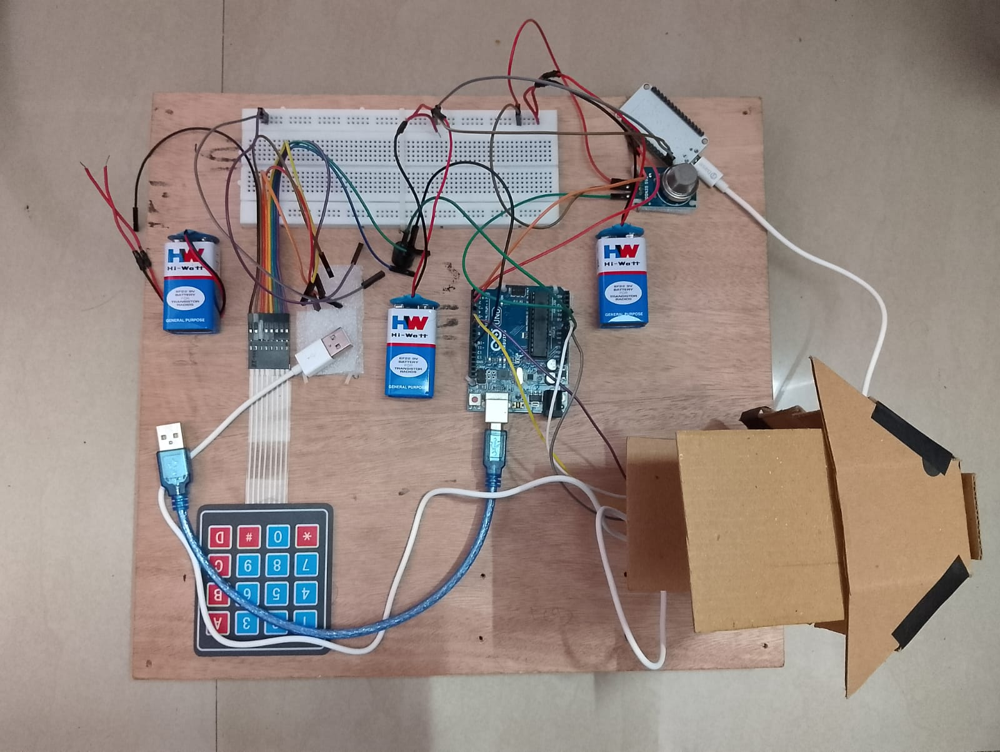 HW
Hi-Watt
6F22 9V
BATTERY
FOR
TRANSISTOR
RADIOS
GENERAL PURPOSE
HW
Hi-Watt
6F22 9V
BATTERY
FOR
TRANSISTOR
RADIOS
GENERAL PURPOSE
HW
Hi-Watt
6F22 9V
BATTERY
FOR
TRANSISTOR
RADIOS
GENERAL PURPOSE
UNO
D # 0 *
C 9 8 7
B 6 5 4
A 3 1